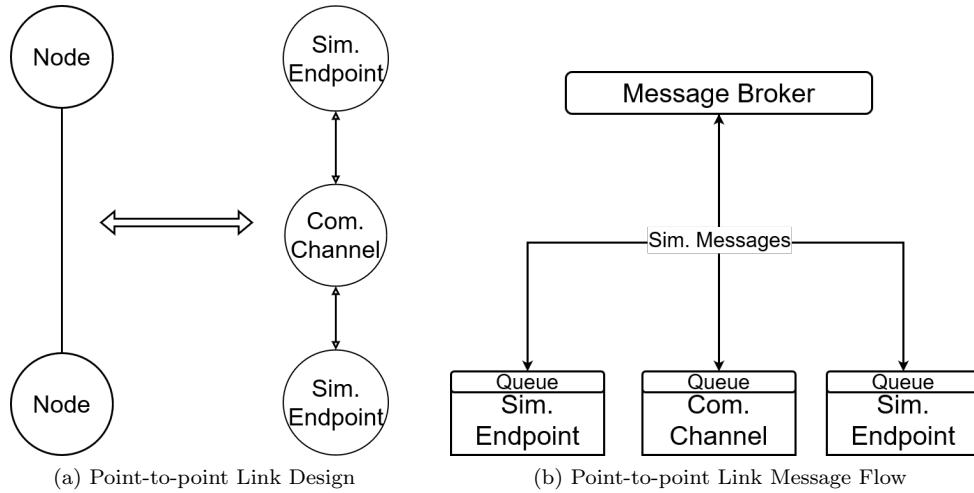 Node
Sim.
Endpoint
Com.
Channel
Node
Sim.
Endpoint
(a) Point-to-point Link Design
Message Broker
Sim. Messages
Queue
Sim.
Endpoint
Queue
Com.
Channel
Queue
Sim.
Endpoint
(b) Point-to-point Link Message Flow